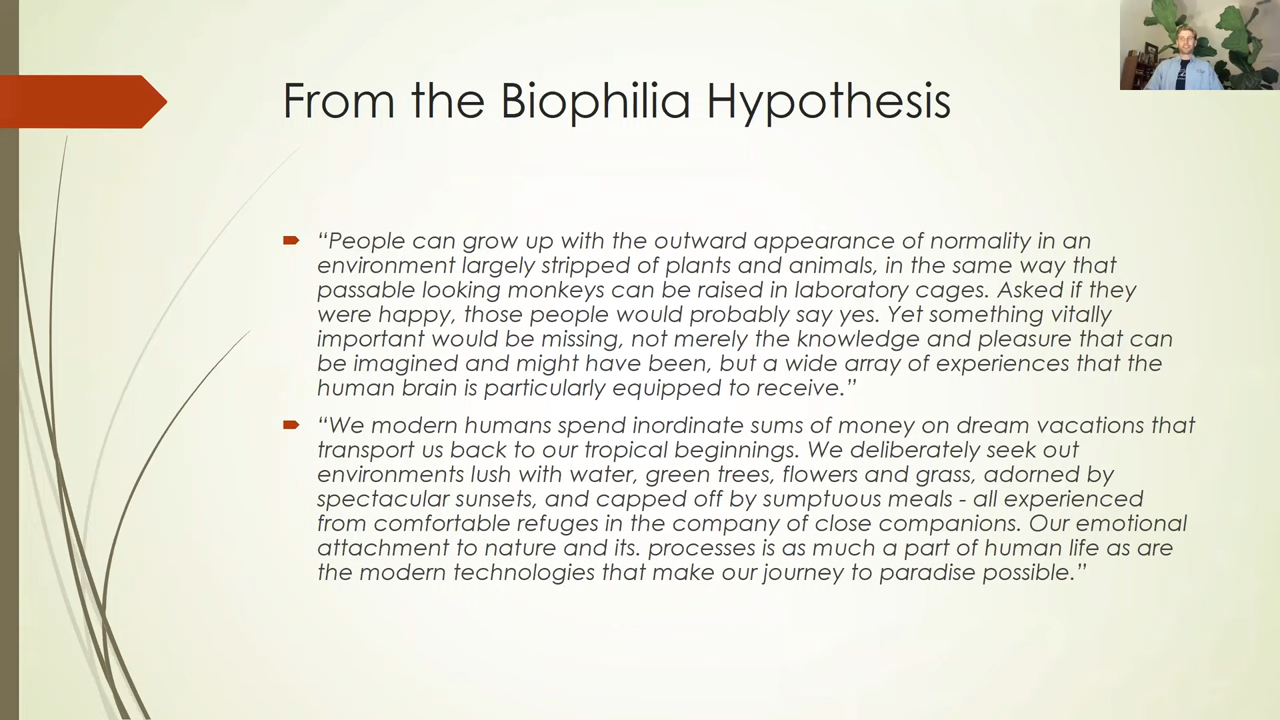 From the Biophilia Hypothesis
“People can grow up with the outward appearance of normality in an
environment largely stripped of plants and animals, in the same way that
passable looking monkeys can be raised in laboratory cages. Asked if they
were happy, those people would probably say yes. Yet something vitally
important would be missing, not merely the knowledge and pleasure that can
be imagined and might have been, but a wide array of experiences that the
human brain is particularly equipped to receive.”
“We modern humans spend inordinate sums of money on dream vacations that
transport us back to our tropical beginnings. We deliberately seek out
environments lush with water, green trees, flowers and grass, adorned by
spectacular sunsets, and capped off by sumptuous meals - all experienced
from comfortable refuges in the company of close companions. Our emotional
attachment to nature and its. processes is as much a part of human life as are
the modern technologies that make our journey to paradise possible.”